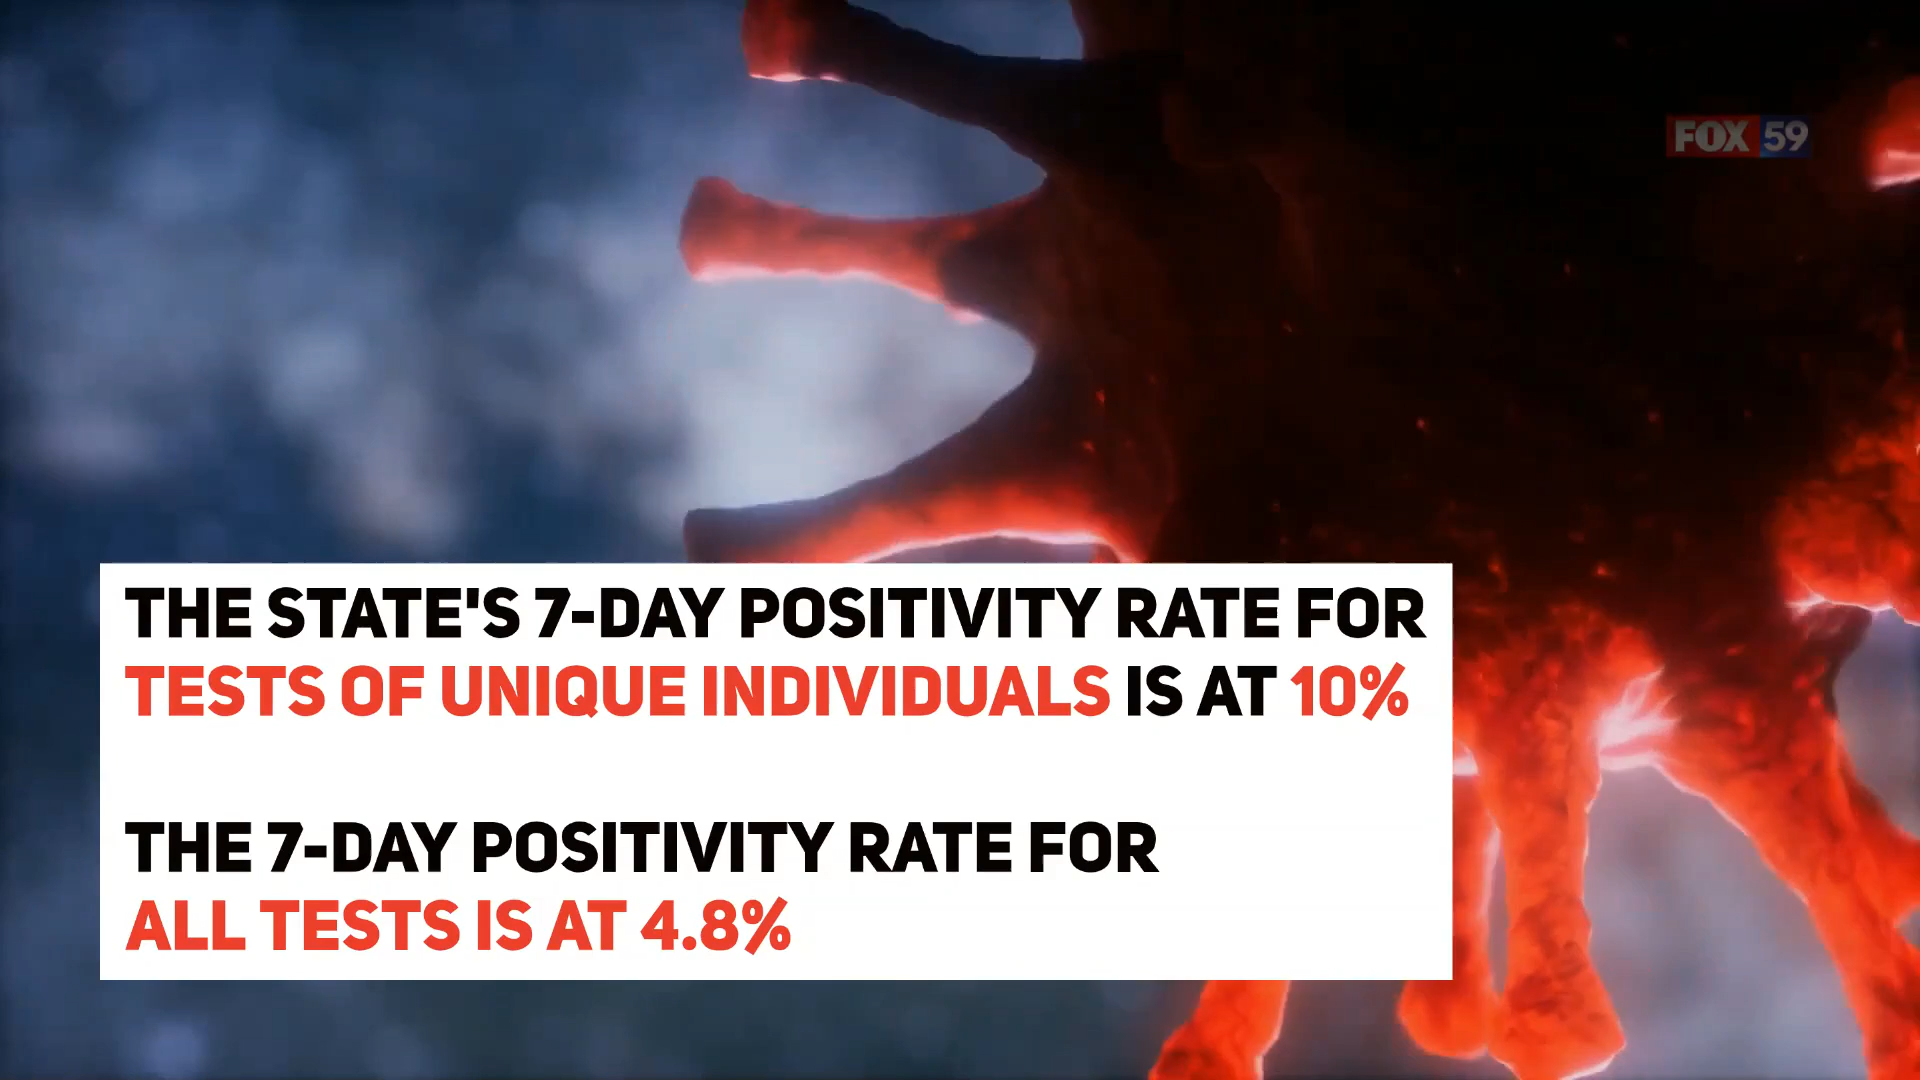 FOX 59
THE STATE'S 7-DAY POSITIVITY RATE FOR
TESTS OF UNIQUE INDIVIDUALS IS AT 10%
THE 7-DAY POSITIVITY RATE FOR
ALL TESTS IS AT 4.8%